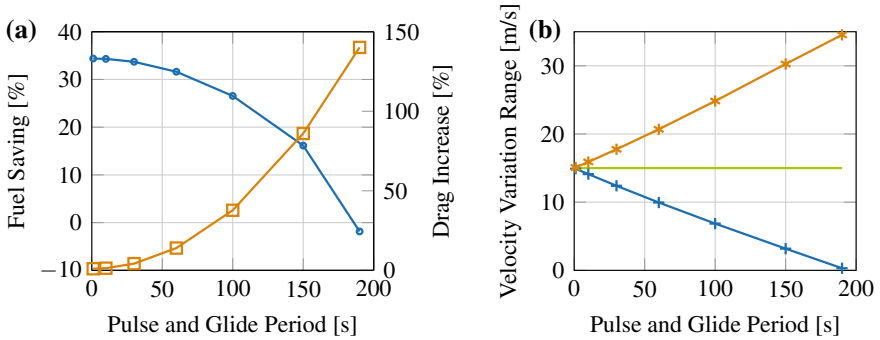 (a)
Fuel Saving [%]
40
30
20
10
0
−10
0 50 100 150 200
Pulse and Glide Period [s]
150
100
50
0
Drag Increase [%]
(b)
Velocity Variation Range [m/s]
30
20
10
0
0 50 100 150 200
Pulse and Glide Period [s]